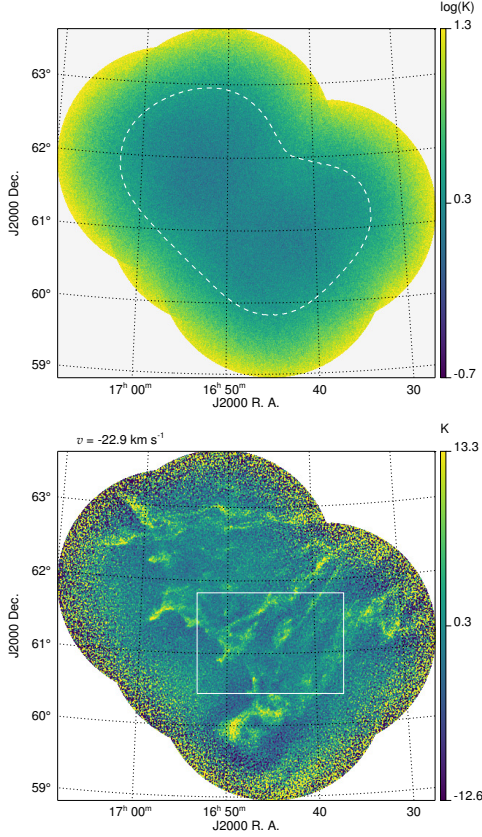 log(K)
1.3
63°
62°
61°
60°
59°
J2000 Dec.
0.3
-0.7
17ʰ 00ᵐ
16ʰ 50ᵐ
40
30
J2000 R. A.
v = -22.9 km s⁻¹
K
13.3
63°
62°
61°
60°
59°
J2000 Dec.
0.3
-12.6
17ʰ 00ᵐ
16ʰ 50ᵐ
40
30
J2000 R. A.